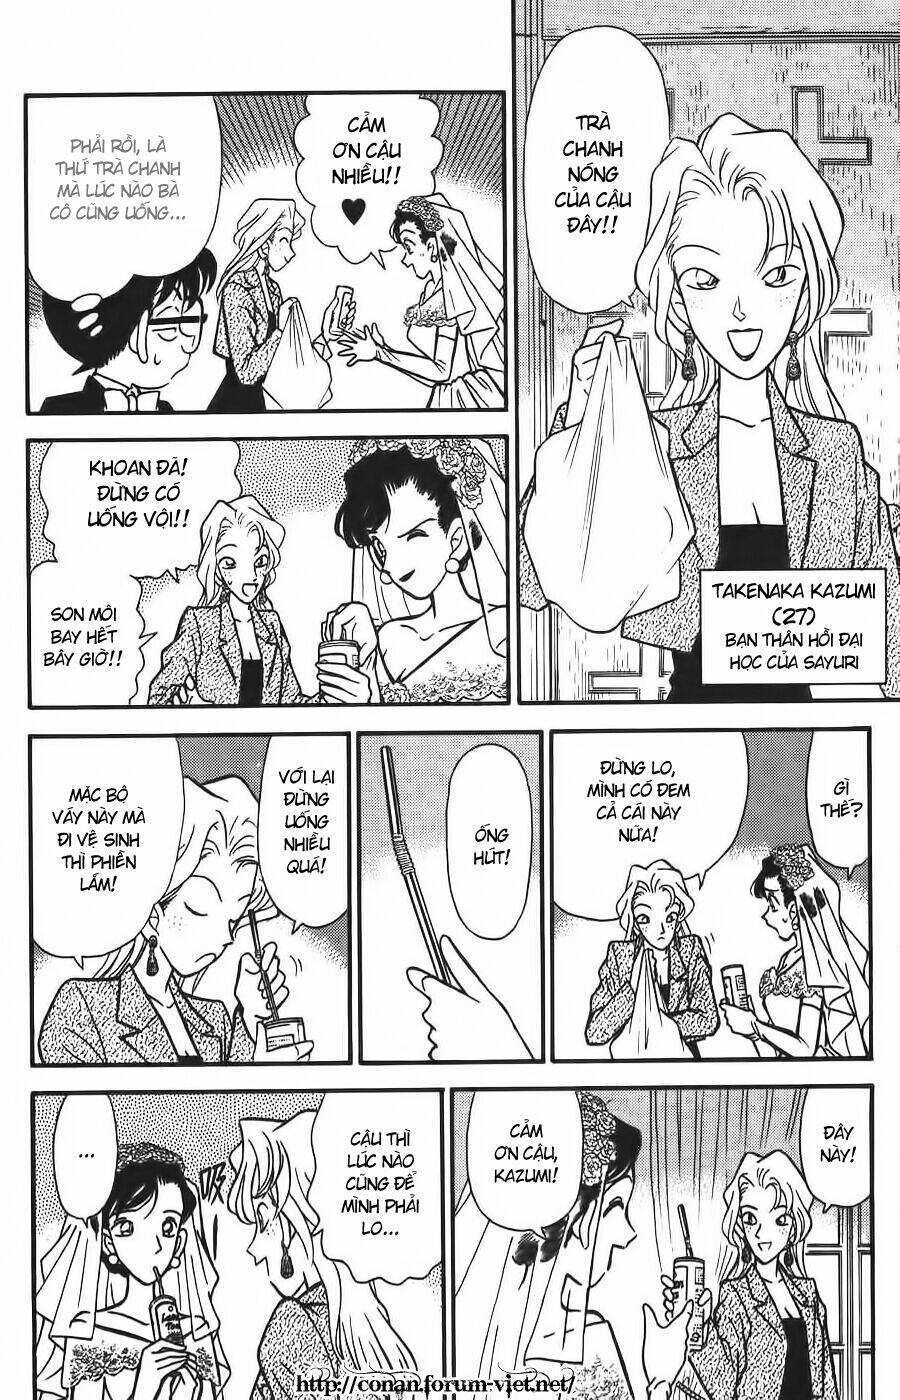 TRÀ
CHANH
NÓNG
CỦA CẬU
ĐÂY!!
TAKENAKA KAZUMI
(27)
BẠN THÂN HỒI ĐẠI
HỌC CỦA SAYURI
CẢM
ƠN CẬU
NHIỀU!!
PHẢI RỒI, LÀ
THỨ TRÀ CHANH
MÀ LÚC NÀO BÀ
CÔ CŨNG UỐNG...
KHOAN ĐÃ!
ĐỪNG CÓ
UỐNG VỘI!!
SON MÔI
BAY HẾT
BÂY GIỜ!!
GÌ
THẾ?
ĐỪNG LO,
MÌNH CÓ ĐEM
CẢ CÁI NÀY
NỮA!
ỐNG
HÚT!
VỚI LẠI
ĐỪNG
UỐNG
NHIỀU
QUÁ!
MẶC BỘ
VÁY NÀY MÀ
ĐI VỆ SINH
THÌ PHIỀN
LẮM!
ĐÂY
NÀY!
CẢM
ƠN CẬU,
KAZUMI!
CẬU THÌ
LÚC NÀO
CŨNG ĐỂ
MÌNH PHẢI
LO...
...
http://conan.forum-viet.net/